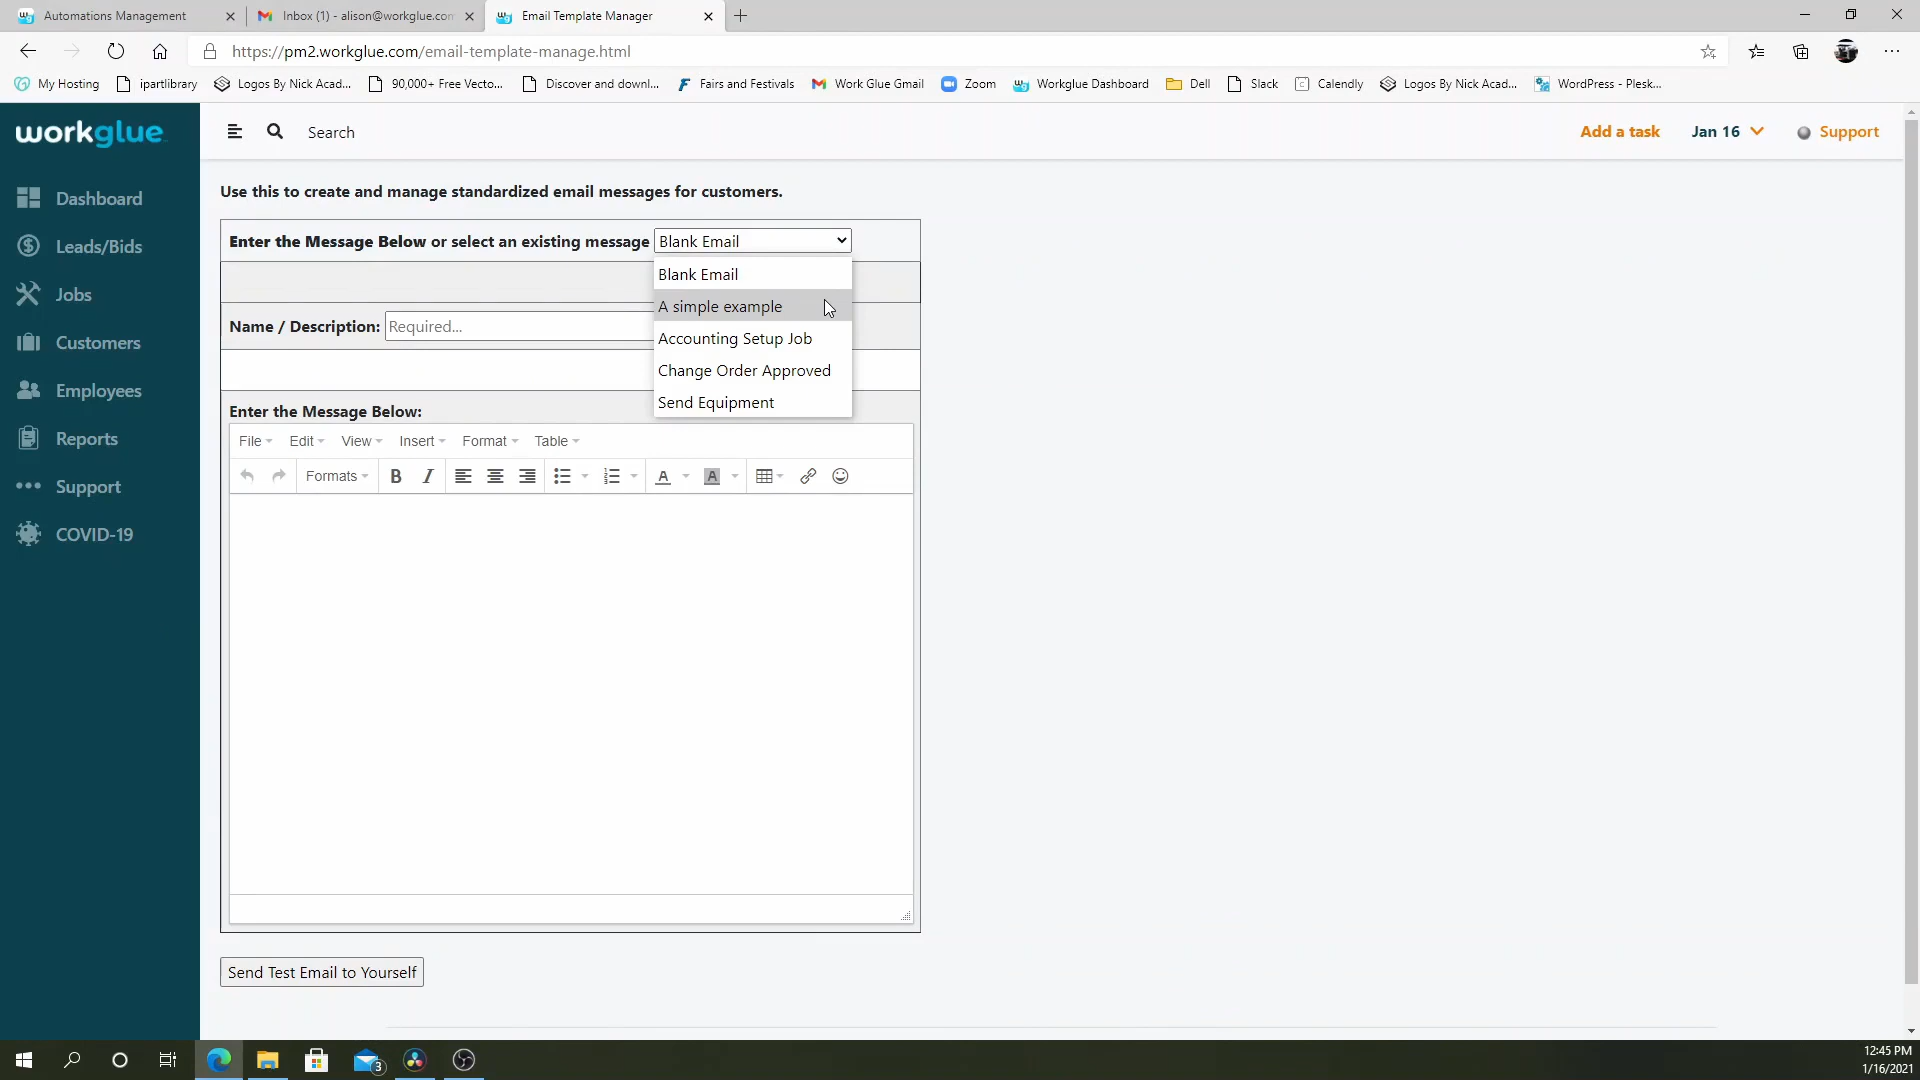 Automations Management
Inbox (1) - alison@workglue.com
Email Template Manager
https://pm2.workglue.com/email-template-manage.html
My Hosting
ipartlibrary
Logos By Nick Acad...
90,000+ Free Vecto...
Discover and downl...
Fairs and Festivals
Work Glue Gmail
Zoom
Workglue Dashboard
Dell
Slack
Calendly
Logos By Nick Acad...
WordPress - Plesk...
workglue
Search
Add a task
Jan 16
Support
Dashboard
Leads/Bids
Jobs
Customers
Employees
Reports
Support
COVID-19
Use this to create and manage standardized email messages for customers.
Enter the Message Below or select an existing message Blank Email
Blank Email
A simple example
Accounting Setup Job
Change Order Approved
Send Equipment
Name / Description: Required...
Enter the Message Below:
File Edit View Insert Format Table
Formats B I A A
Send Test Email to Yourself
3
12:45 PM
1/16/2021